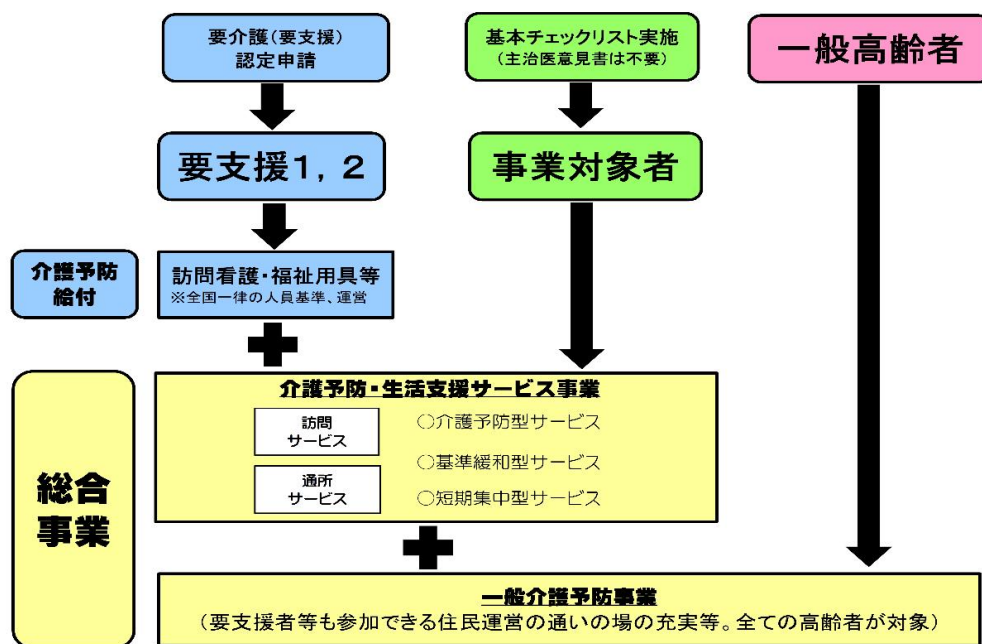 要介護(要支援)
認定申請
基本チェックリスト実施
(主治医意見書は不要)
一般高齢者
要支援1,2
事業対象者
介護予防
給付
訪問看護・福祉用具等
※全国一律の人員基準、運営
介護予防・生活支援サービス事業
訪問
サービス
○介護予防型サービス
○基準緩和型サービス
通所
サービス
○短期集中型サービス
総合
事業
一般介護予防事業
(要支援者等も参加できる住民運営の通いの場の充実等。全ての高齢者が対象)